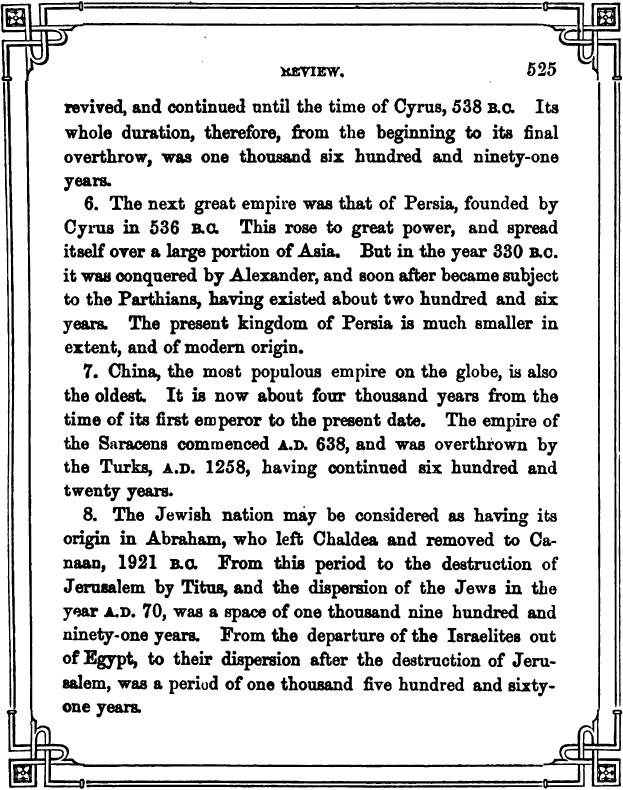 REVIEW. 525
revived, and continued until the time of Cyrus, 538 B.C. Its
whole duration, therefore, from the beginning to its final
overthrow, was one thousand six hundred and ninety-one
years.
6. The next great empire was that of Persia, founded by
Cyrus in 536 B.C. This rose to great power, and spread
itself over a large portion of Asia. But in the year 330 B.C.
it was conquered by Alexander, and soon after became subject
to the Parthians, having existed about two hundred and six
years. The present kingdom of Persia is much smaller in
extent, and of modern origin.
7. China, the most populous empire on the globe, is also
the oldest. It is now about four thousand years from the
time of its first emperor to the present date. The empire of
the Saracens commenced A.D. 638, and was overthrown by
the Turks, A.D. 1258, having continued six hundred and
twenty years.
8. The Jewish nation may be considered as having its
origin in Abraham, who left Chaldea and removed to Ca-
naan, 1921 B.C. From this period to the destruction of
Jerusalem by Titus, and the dispersion of the Jews in the
year A.D. 70, was a space of one thousand nine hundred and
ninety-one years. From the departure of the Israelites out
of Egypt, to their dispersion after the destruction of Jeru-
salem, was a period of one thousand five hundred and sixty-
one years.